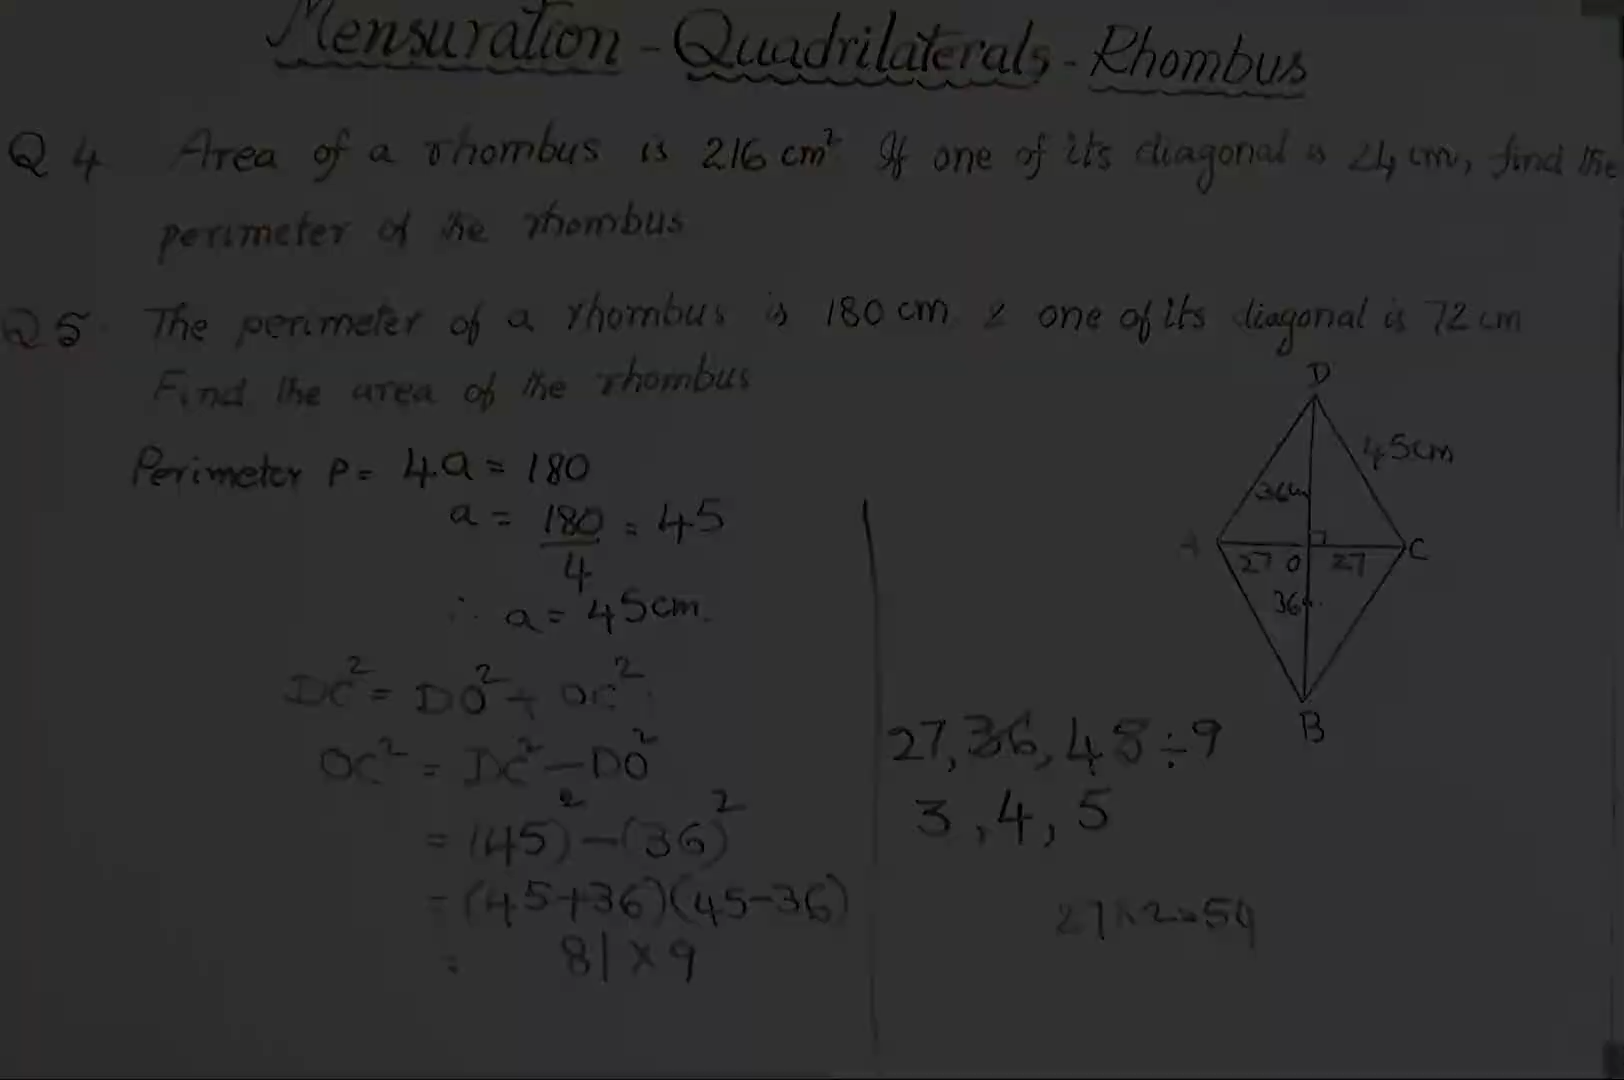 Mensuration - Quadrilaterals - Rhombus
Q 4 Area of a rhombus is 216 cm² If one of its diagonal is 24 cm, find the
perimeter of the rhombus
Q 5. The perimeter of a rhombus is 180 cm & one of its diagonal is 72 cm
Find the area of the rhombus
Perimeter P = 4a = 180
a = 180/4 = 45
∴ a = 45cm.
DC² = DO² + OC²
OC² = DC² - DO²
= (45)² - (36)²
= (45+36)(45-36)
= 81 × 9
D
45cm
36cm
A
27 O 27
C
36
B
27, 36, 45 ÷ 9
3, 4, 5
27×2=54